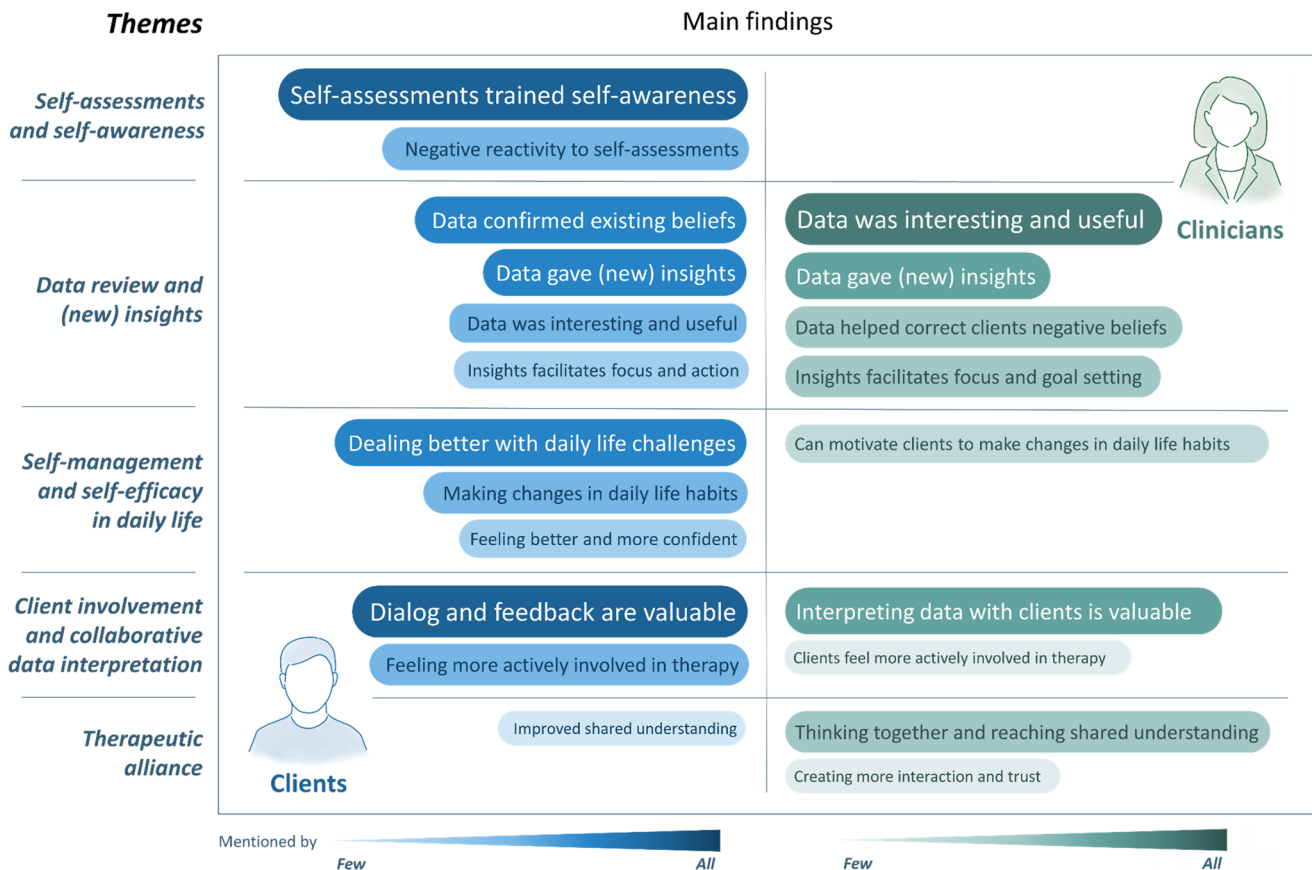 Themes
Main findings
Self-assessments
and self-awareness
Self-assessments trained self-awareness
Negative reactivity to self-assessments
Clinicians
Data review and
(new) insights
Data confirmed existing beliefs
Data gave (new) insights
Data was interesting and useful
Insights facilitates focus and action
Data was interesting and useful
Data gave (new) insights
Data helped correct clients negative beliefs
Insights facilitates focus and goal setting
Self-management
and self-efficacy
in daily life
Dealing better with daily life challenges
Making changes in daily life habits
Feeling better and more confident
Can motivate clients to make changes in daily life habits
Client involvement
and collaborative
data interpretation
Dialog and feedback are valuable
Feeling more actively involved in therapy
Interpreting data with clients is valuable
Clients feel more actively involved in therapy
Therapeutic
alliance
Improved shared understanding
Thinking together and reaching shared understanding
Creating more interaction and trust
Clients
Mentioned by
Few
All
Few
All